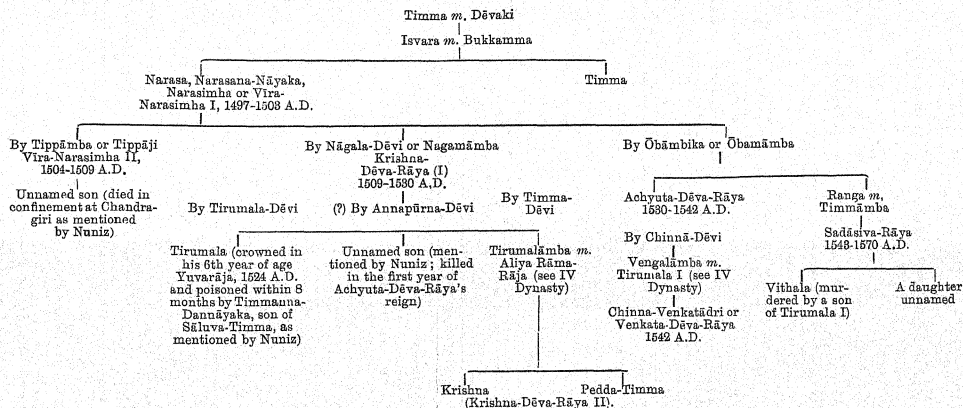 Timma m. Dēvaki
Isvara m. Bukkamma
Narasa, Narasana-Nāyaka,
Narasimha or Vīra-
Narasimha I, 1497-1503 A.D.
Timma
By Tippāmba or Tippāji
Vīra-Narasimha II,
1504-1509 A.D.
Unnamed son (died in
confinement at Chandra-
giri as mentioned
by Nuniz)
By Nāgala-Dēvi or Nagamāmba
Krishna-
Dēva-Rāya (I)
1509-1530 A.D.
By Ōbāmbika or Ōbamāmba
By Tirumala-Dēvi
(?) By Annapūrna-Dēvi
By Timma-
Dēvi
Achyuta-Dēva-Rāya
1530-1542 A.D.
Ranga m.
Timmāmba
Tirumala (crowned in
his 6th year of age
Yuvarāja, 1524 A.D.
and poisoned within 8
months by Timmauna-
Dannāyaka, son of
Sāluva-Timma, as
mentioned by Nuniz)
Unnamed son (men-
tioned by Nuniz; killed
in the first year of
Achyuta-Dēva-Rāya's
reign)
Tirumalāmba m.
Aliya Rāma-
Rāja (see IV
Dynasty)
By Chinnā-Dēvi
Vengalāmba m.
Tirumala I (see IV
Dynasty)
Chinna-Venkatādri or
Venkata-Dēva-Rāya
1542 A.D.
Sadāsiva-Rāya
1543-1570 A.D.
Vithala (mur-
dered by a son
of Tirumala I)
A daughter
unnamed
Krishna
(Krishna-Dēva-Rāya II).
Pedda-Timma